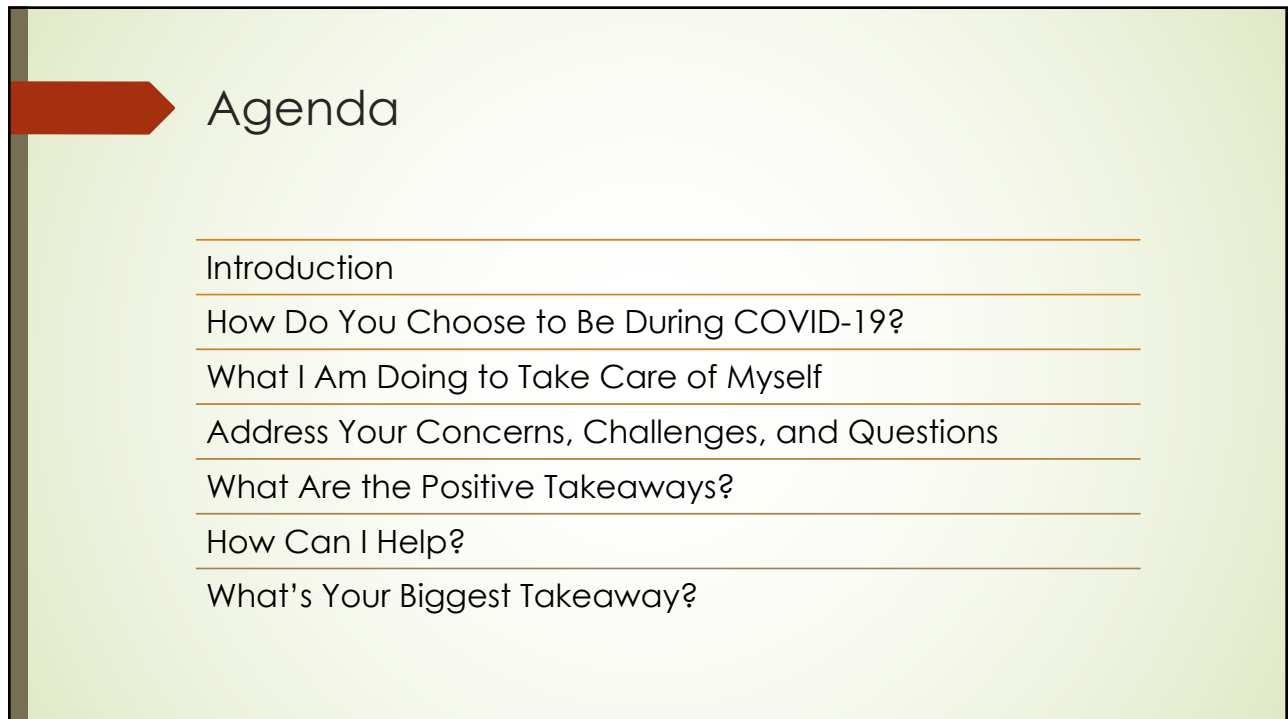 Agenda
Introduction
How Do You Choose to Be During COVID-19?
What I Am Doing to Take Care of Myself
Address Your Concerns, Challenges, and Questions
What Are the Positive Takeaways?
How Can I Help?
What’s Your Biggest Takeaway?